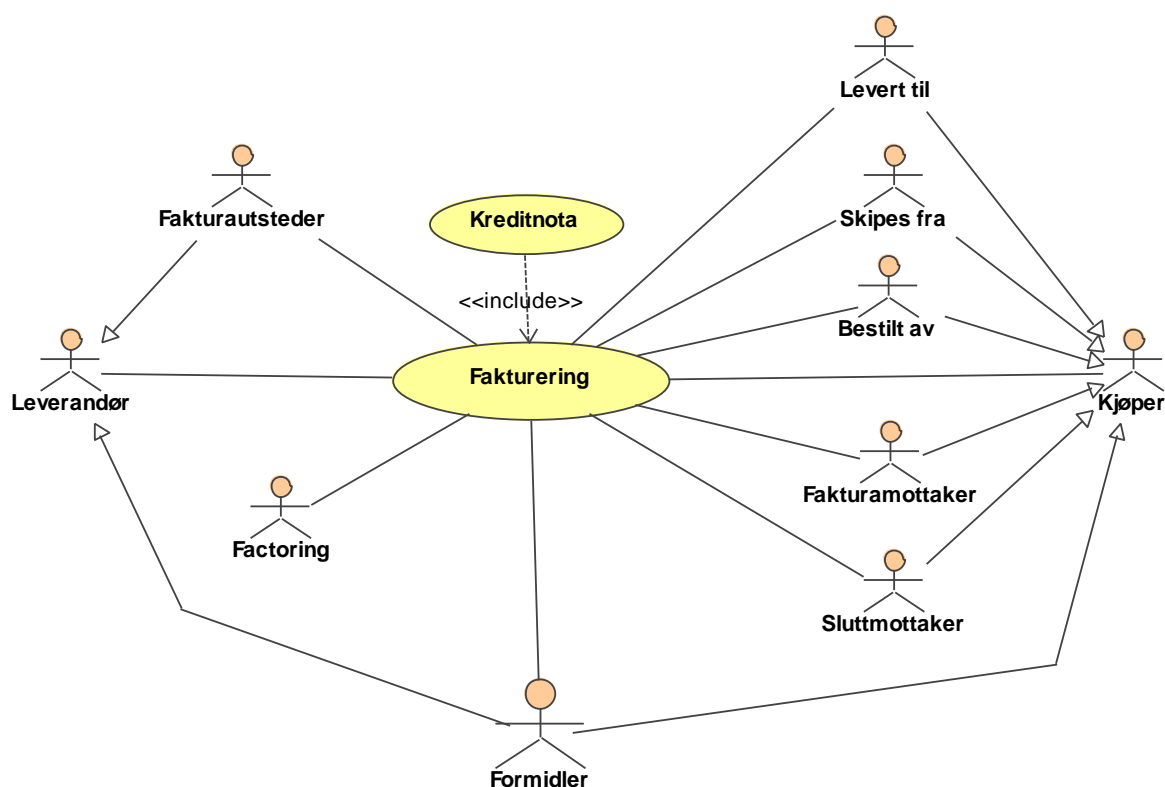 Levert til
Fakturautsteder
Kreditnota
Skipes fra
<<include>>
Bestilt av
Leverandør
Fakturering
Kjøper
Fakturamottaker
Factoring
Sluttmottaker
Formidler